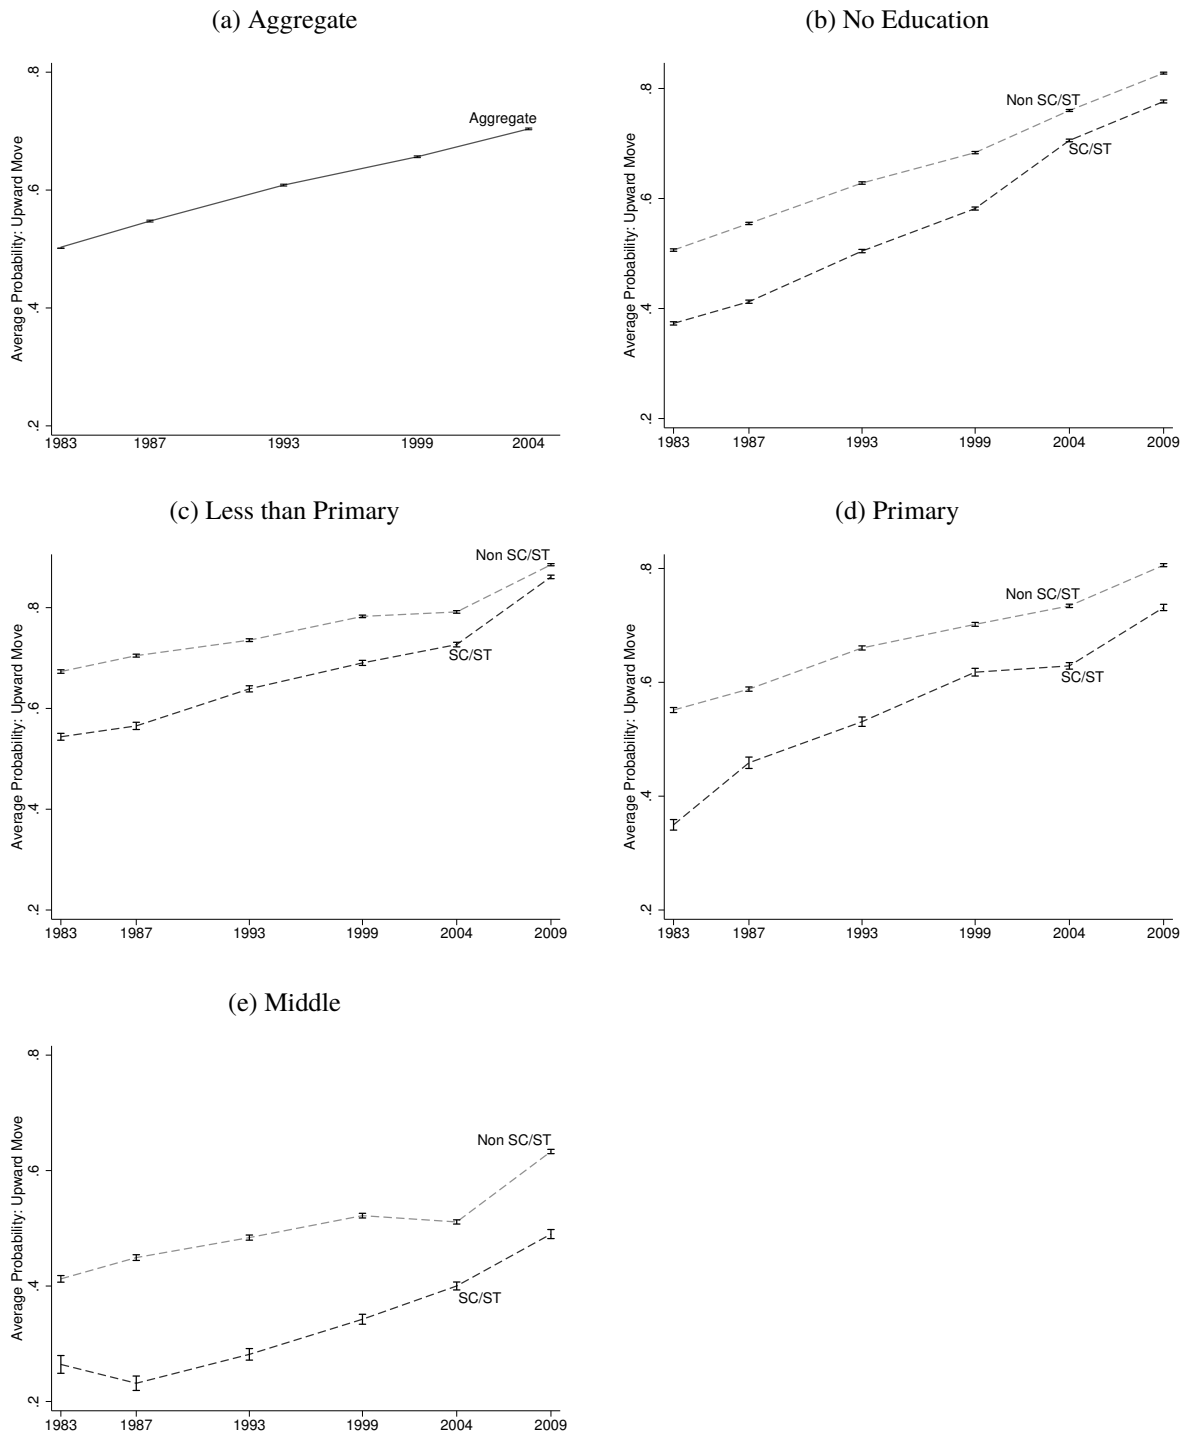 (a) Aggregate
Average Probability: Upward Move
.2
.4
.6
.8
Aggregate
1983 1987 1993 1999 2004
(b) No Education
Average Probability: Upward Move
.2
.4
.6
.8
Non SC/ST
SC/ST
1983 1987 1993 1999 2004 2009
(c) Less than Primary
Average Probability: Upward Move
.2
.4
.6
.8
Non SC/ST
SC/ST
1983 1987 1993 1999 2004 2009
(d) Primary
Average Probability: Upward Move
.2
.4
.6
.8
Non SC/ST
SC/ST
1983 1987 1993 1999 2004 2009
(e) Middle
Average Probability: Upward Move
.2
.4
.6
.8
Non SC/ST
SC/ST
1983 1987 1993 1999 2004 2009